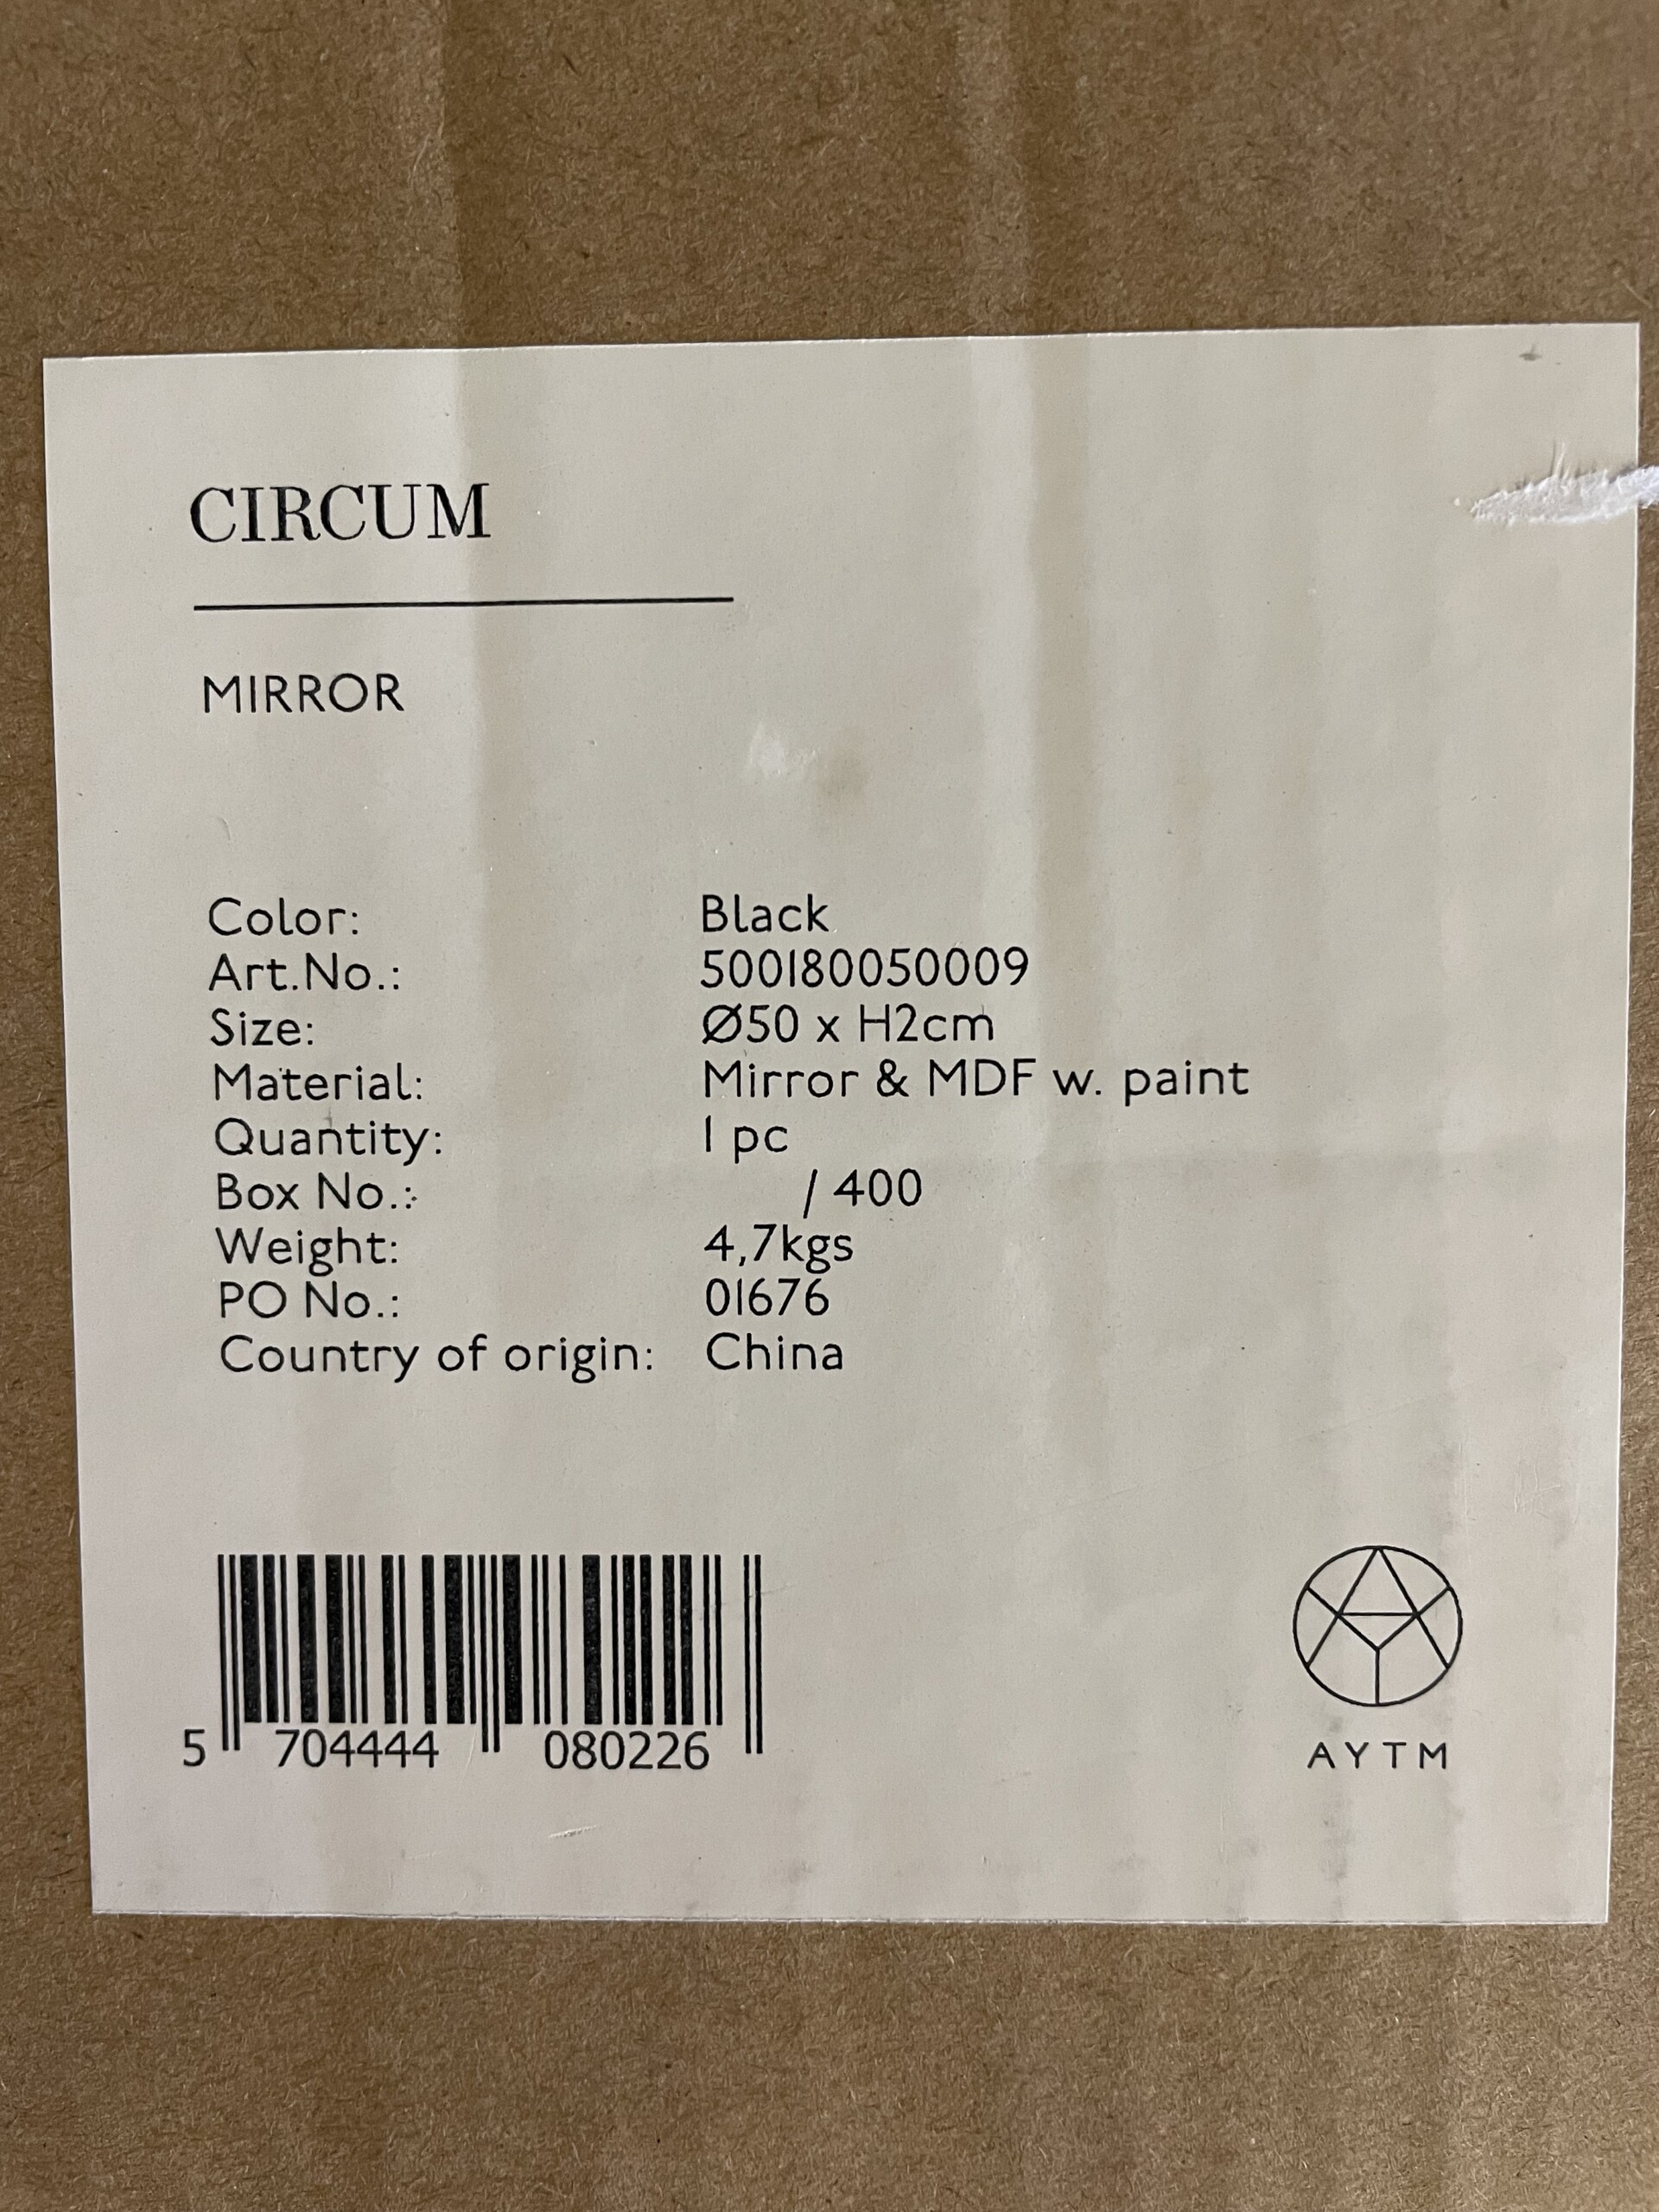 CIRCUM
MIRROR
Color: Black
Art.No.: 500180050009
Size: Ø50 x H2cm
Material: Mirror & MDF w. paint
Quantity: 1 pc
Box No.: / 400
Weight: 4,7kgs
PO No.: 01676
Country of origin: China
5 704444 080226
AYTM